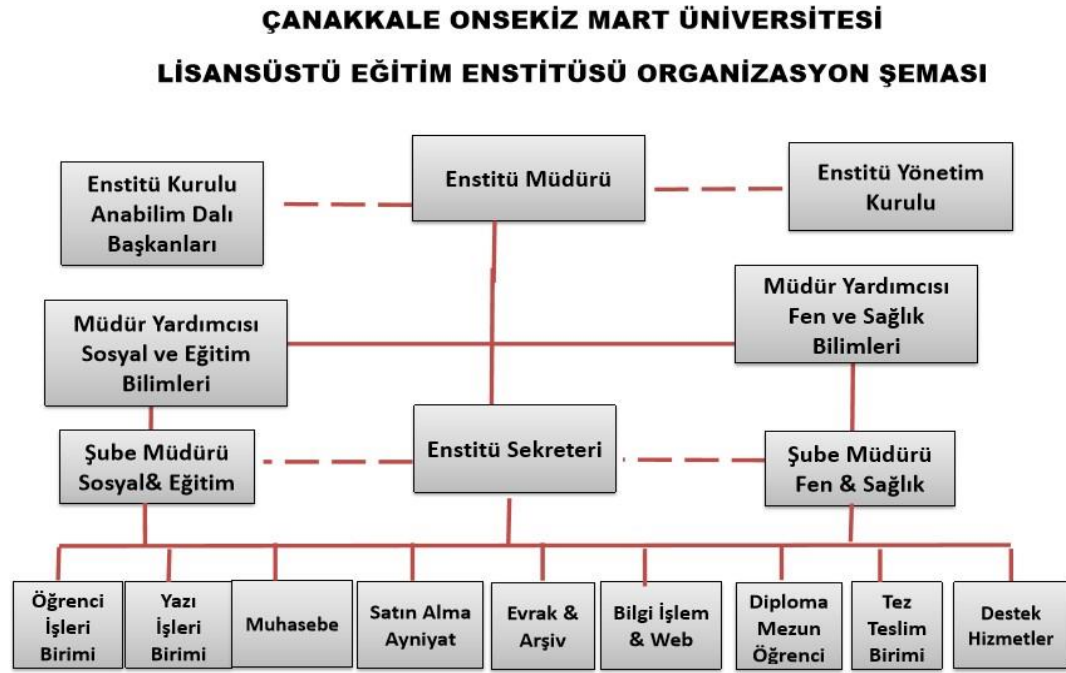 ÇANAKKALE ONSEKİZ MART ÜNİVERSİTESİ
LİSANSÜSTÜ EĞİTİM ENSTİTÜSÜ ORGANİZASYON ŞEMASI
Enstitü Kurulu
Anabilim Dalı
Başkanları
Enstitü Müdürü
Enstitü Yönetim
Kurulu
Müdür Yardımcısı
Sosyal ve Eğitim
Bilimleri
Müdür Yardımcısı
Fen ve Sağlık
Bilimleri
Şube Müdürü
Sosyal& Eğitim
Enstitü Sekreteri
Şube Müdürü
Fen & Sağlık
Öğrenci
İşleri
Birimi
Yazı
İşleri
Birimi
Muhasebe
Satın Alma
Ayniyat
Evrak &
Arşiv
Bilgi İşlem
& Web
Diploma
Mezun
Öğrenci
Tez
Teslim
Birimi
Destek
Hizmetler